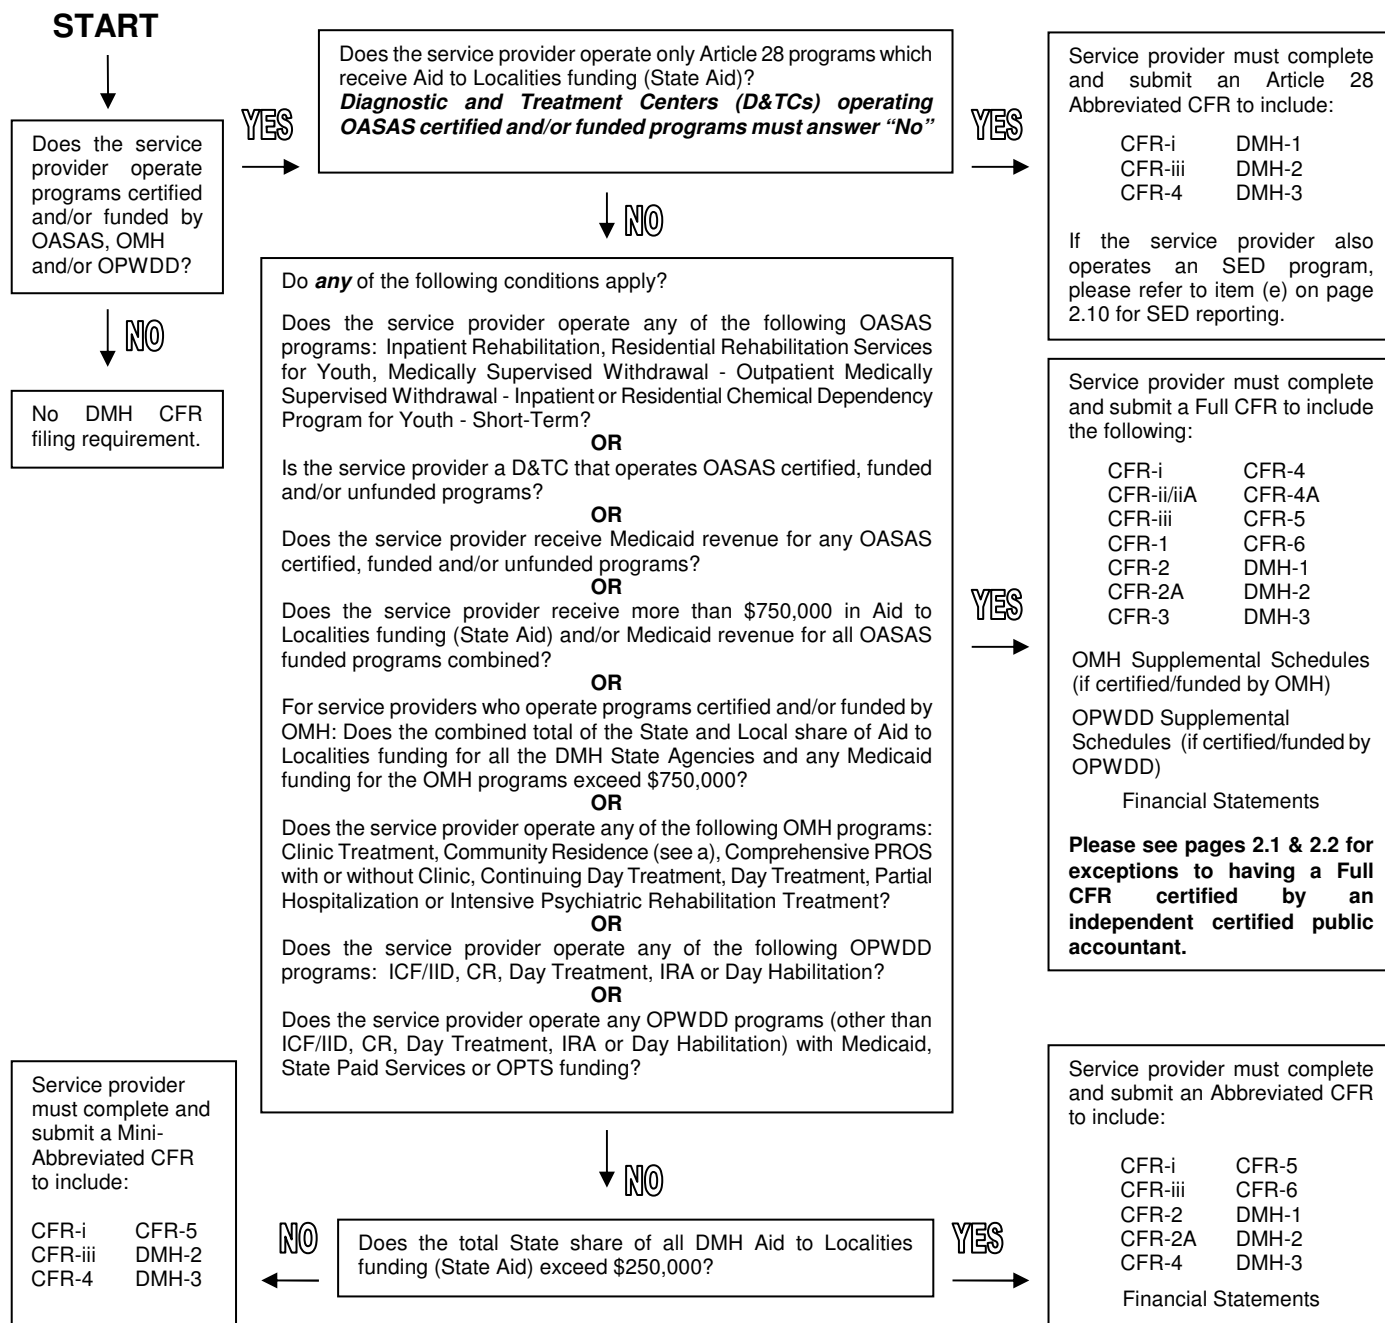 START
Does the service
provider operate
programs certified
and/or funded by
OASAS, OMH
and/or OPWDD?
YES
Does the service provider operate only Article 28 programs which
receive Aid to Localities funding (State Aid)?
Diagnostic and Treatment Centers (D&TCs) operating
OASAS certified and/or funded programs must answer “No”
YES
Service provider must complete
and submit an Article 28
Abbreviated CFR to include:
CFR-i DMH-1
CFR-iii DMH-2
CFR-4 DMH-3
If the service provider also
operates an SED program,
please refer to item (e) on page
2.10 for SED reporting.
NO
No DMH CFR
filing requirement.
NO
Do any of the following conditions apply?
Does the service provider operate any of the following OASAS
programs: Inpatient Rehabilitation, Residential Rehabilitation Services
for Youth, Medically Supervised Withdrawal - Outpatient Medically
Supervised Withdrawal - Inpatient or Residential Chemical Dependency
Program for Youth - Short-Term?
OR
Is the service provider a D&TC that operates OASAS certified, funded
and/or unfunded programs?
OR
Does the service provider receive Medicaid revenue for any OASAS
certified, funded and/or unfunded programs?
OR
Does the service provider receive more than $750,000 in Aid to
Localities funding (State Aid) and/or Medicaid revenue for all OASAS
funded programs combined?
OR
For service providers who operate programs certified and/or funded by
OMH: Does the combined total of the State and Local share of Aid to
Localities funding for all the DMH State Agencies and any Medicaid
funding for the OMH programs exceed $750,000?
OR
Does the service provider operate any of the following OMH programs:
Clinic Treatment, Community Residence (see a), Comprehensive PROS
with or without Clinic, Continuing Day Treatment, Day Treatment, Partial
Hospitalization or Intensive Psychiatric Rehabilitation Treatment?
OR
Does the service provider operate any of the following OPWDD
programs: ICF/IID, CR, Day Treatment, IRA or Day Habilitation?
OR
Does the service provider operate any OPWDD programs (other than
ICF/IID, CR, Day Treatment, IRA or Day Habilitation) with Medicaid,
State Paid Services or OPTS funding?
YES
Service provider must complete
and submit a Full CFR to include
the following:
CFR-i CFR-4
CFR-ii/iiA CFR-4A
CFR-iii CFR-5
CFR-1 CFR-6
CFR-2 DMH-1
CFR-2A DMH-2
CFR-3 DMH-3
OMH Supplemental Schedules
(if certified/funded by OMH)
OPWDD Supplemental
Schedules (if certified/funded by
OPWDD)
Financial Statements
Please see pages 2.1 & 2.2 for
exceptions to having a Full
CFR certified by an
independent certified public
accountant.
NO
Does the total State share of all DMH Aid to Localities
funding (State Aid) exceed $250,000?
NO
Service provider
must complete and
submit a Mini-
Abbreviated CFR
to include:
CFR-i CFR-5
CFR-iii DMH-2
CFR-4 DMH-3
YES
Service provider must complete
and submit an Abbreviated CFR
to include:
CFR-i CFR-5
CFR-iii CFR-6
CFR-2 DMH-1
CFR-2A DMH-2
CFR-4 DMH-3
Financial Statements